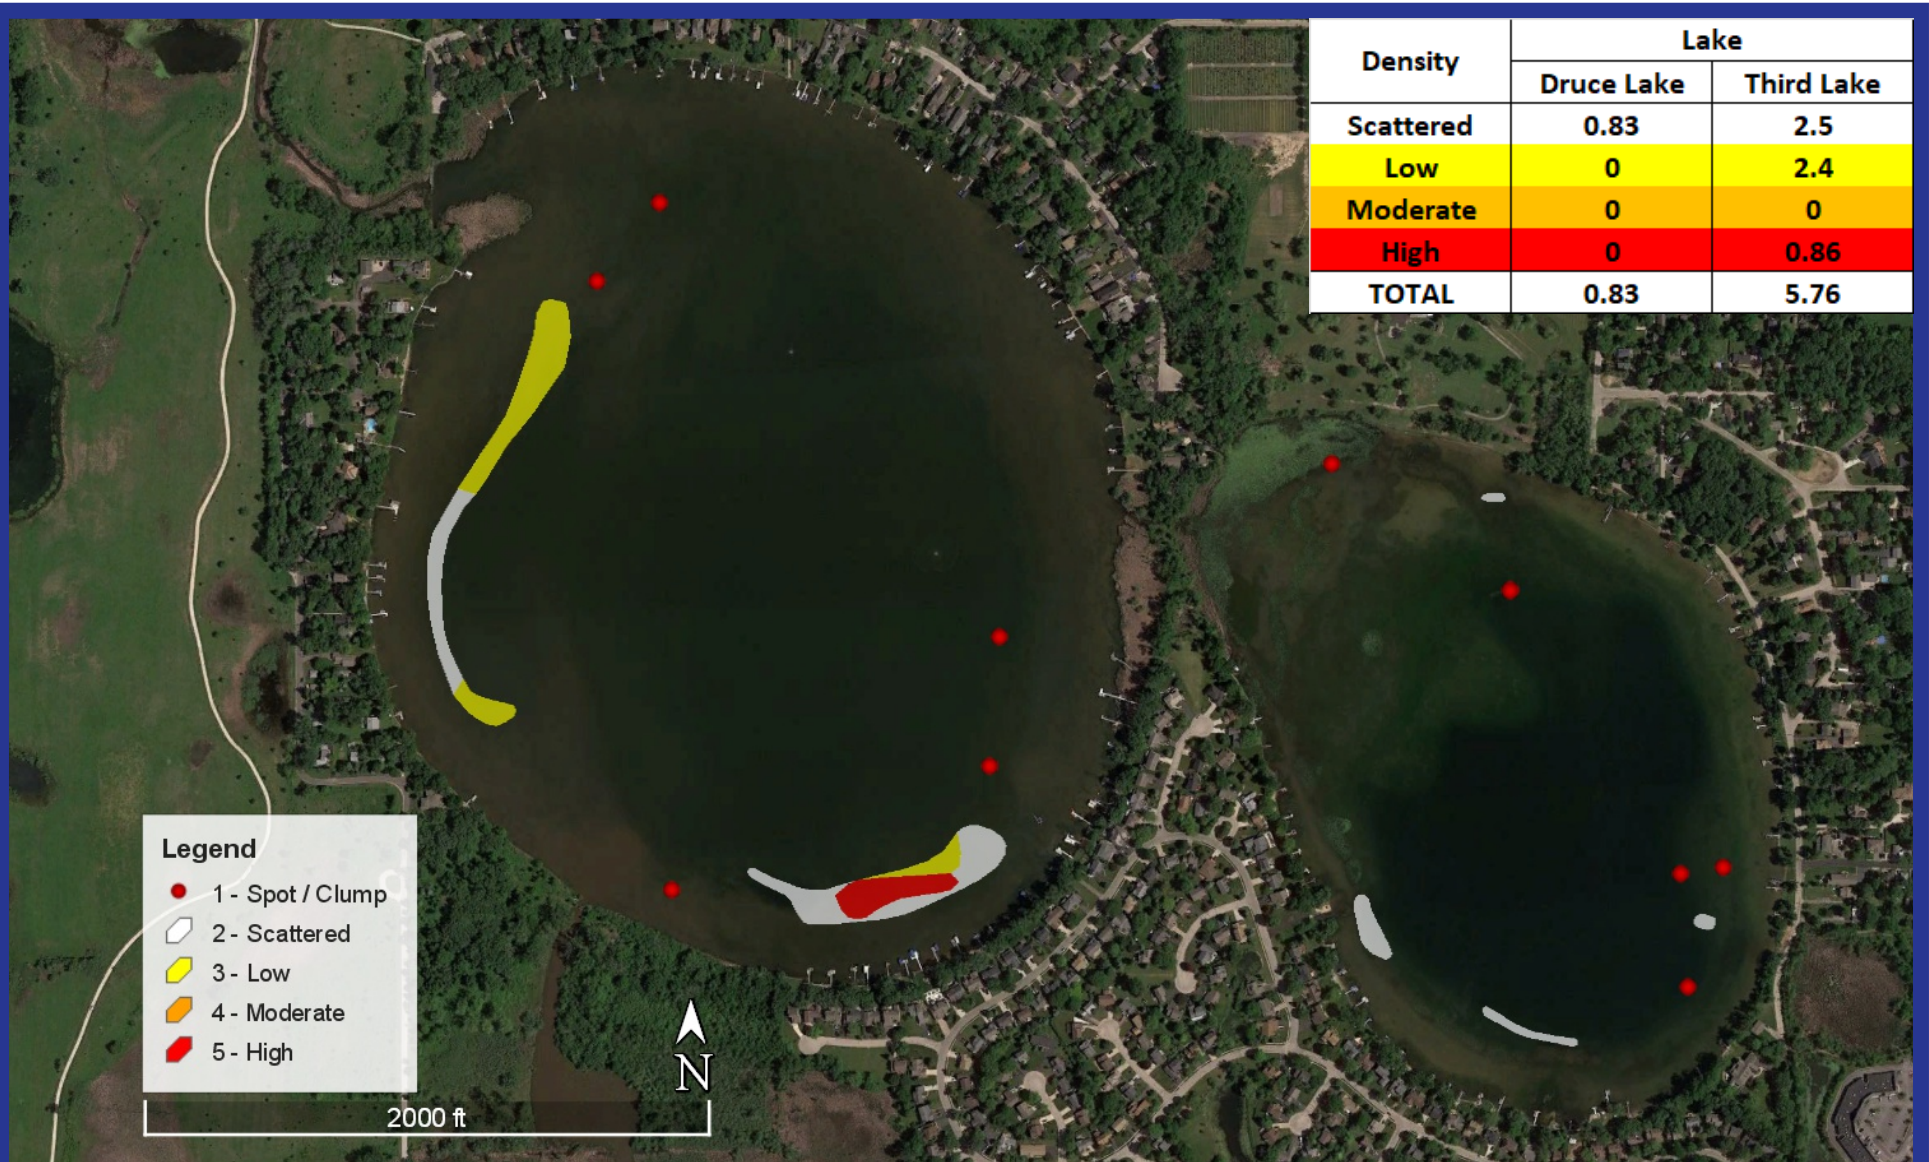 Density Lake
Druce Lake Third Lake
Scattered 0.83 2.5
Low 0 2.4
Moderate 0 0
High 0 0.86
TOTAL 0.83 5.76
Legend
1 - Spot / Clump
2 - Scattered
3 - Low
4 - Moderate
5 - High
N
2000 ft